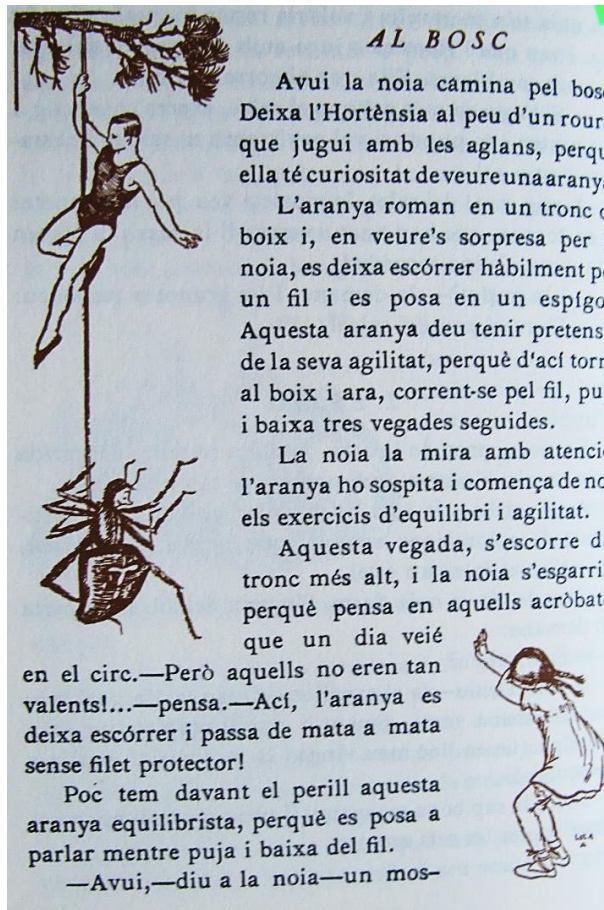 AL BOSC
Avui la noia camina pel bosc
Deixa l'Hortènsia al peu d'un roure
que jugui amb les aglans, perqu
ella té curiositat de veure una aranya
L'aranya roman en un tronc d
boix i, en veure's sorpresa per
noia, es deixa escórrer hàbilment pe
un fil i es posa en un espígo
Aquesta aranya deu tenir pretens
de la seva agilitat, perquè d'ací torn
al boix i ara, corrent-se pel fil, pu
i baixa tres vegades seguides.
La noia la mira amb atenció
l'aranya ho sospita i comença de no
els exercicis d'equilibri i agilitat.
Aquesta vegada, s'escorre de
tronc més alt, i la noia s'esgarri
perquè pensa en aquells acròbate
que un dia veié
en el circ.—Però aquells no eren tan
valents!...—pensa.—Ací, l'aranya es
deixa escórrer i passa de mata a mata
sense filet protector!
Poc tem davant el perill aquesta
aranya equilibrista, perquè es posa a
parlar mentre puja i baixa del fil.
—Avui,—diu a la noia—un mos-